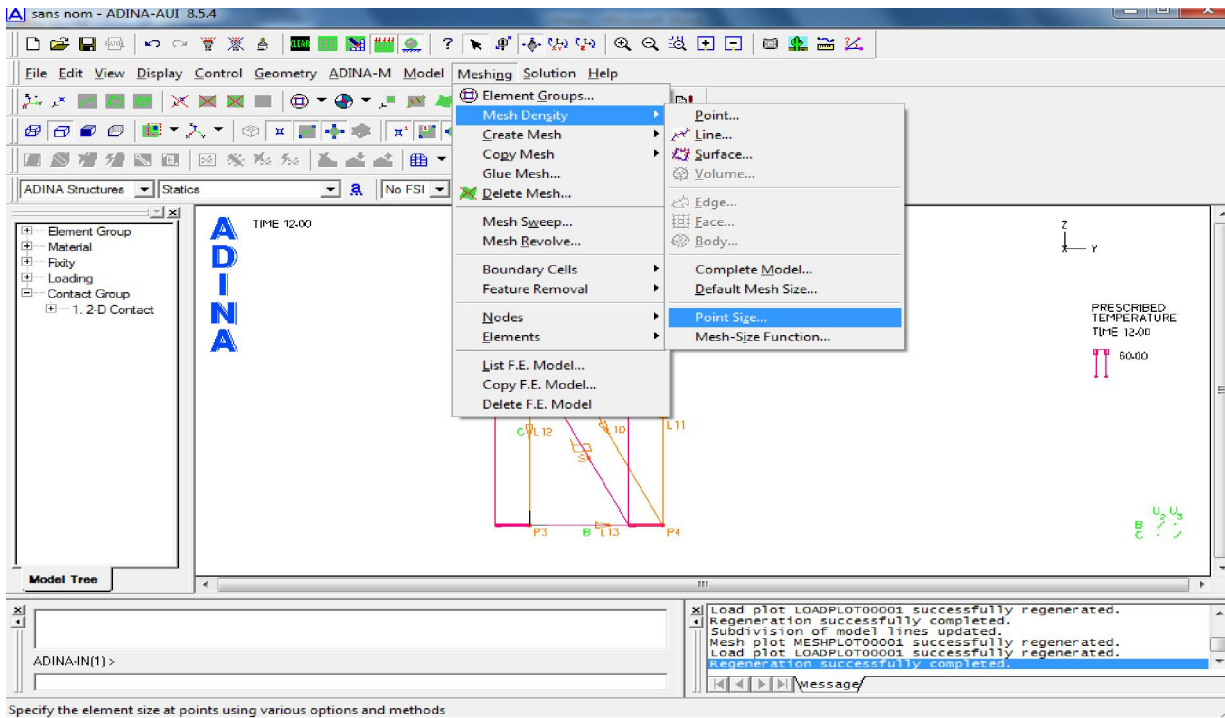 sans nom - ADINA-AUI 8.5.4
File Edit View Display Control Geometry ADINA-M Model Meshing Solution Help
Element Groups...
Mesh Density
Create Mesh
Copy Mesh
Glue Mesh...
Delete Mesh...
Mesh Sweep...
Mesh Revolve...
Boundary Cells
Feature Removal
Nodes
Elements
List F.E. Model...
Copy F.E. Model...
Delete F.E. Model
Point...
Line...
Surface...
Volume...
Edge...
Face...
Body...
Complete Model...
Default Mesh Size...
Point Size...
Mesh-Size Function...
ADINA Structures Statics No FSI
Element Group
Material
Fixity
Loading
Contact Group
1. 2-D Contact
Model Tree
ADINA
TIME 12.00
Z
Y
PRESCRIBED
TEMPERATURE
TIME 12.00
60.00
C L12 10 L11
P3 B L13 P4
U2 U3
B
C
ADINA-IN(1) >
Load plot LOADPLOT00001 successfully regenerated.
Regeneration successfully completed.
Subdivision of model lines updated.
Mesh plot MESHPLOT00001 successfully regenerated.
Load plot LOADPLOT00001 successfully regenerated.
Regeneration successfully completed.
Message
Specify the element size at points using various options and methods